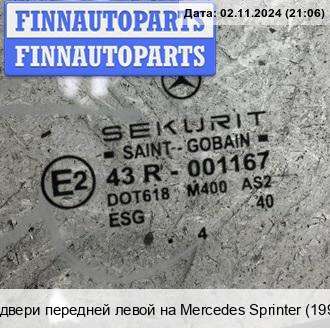 FINNAUTOPARTS
FINNAUTOPARTS
Дата: 02.11.2024 (21:06)
SEKURIT
SAINT-GOBAIN
E2
43 R - 001167
DOT618 M400 AS2
ESG 40
4
двери передней левой на Mercedes Sprinter (199